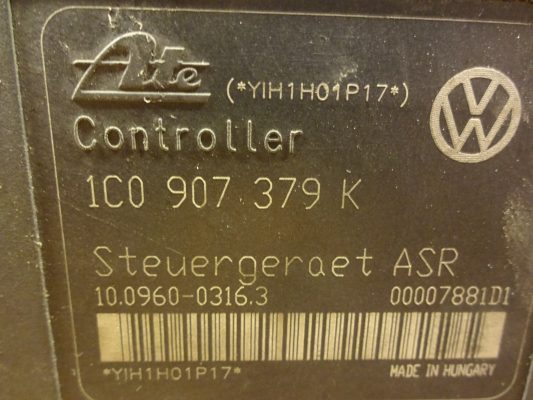 Ate (*YIH1H01P17*)
Controller
1C0 907 379 K
Steuergeraet ASR
10.0960-0316.3 00007881D1
*YIH1H01P17* MADE IN HUNGARY